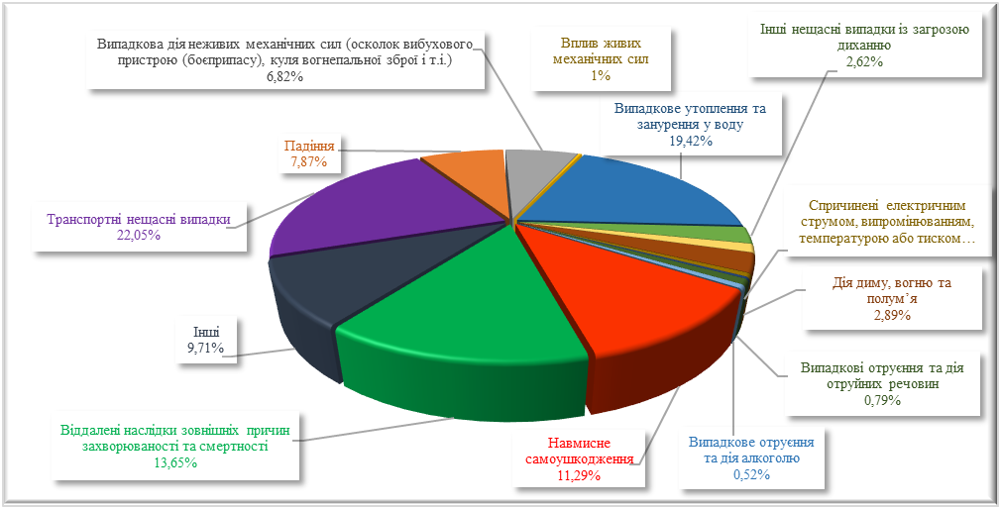 Випадкова дія неживих механічних сил (осколок вибухового
пристрою (боєприпасу), куля вогнепальної зброї і т.і.)
6,82%
Вплив живих
механічних сил
1%
Інші нещасні випадки із загрозою
диханню
2,62%
Випадкове утоплення та
занурення у воду
19,42%
Падіння
7,87%
Транспортні нещасні випадки
22,05%
Спричинені електричним
струмом, випромінюванням,
температурою або тиском…
Дія диму, вогню та
полум’я
2,89%
Інші
9,71%
Випадкові отруєння та дія
отруйних речовин
0,79%
Віддалені наслідки зовнішніх причин
захворюваності та смертності
13,65%
Навмисне
самоушкодження
11,29%
Випадкове отруєння
та дія алкоголю
0,52%